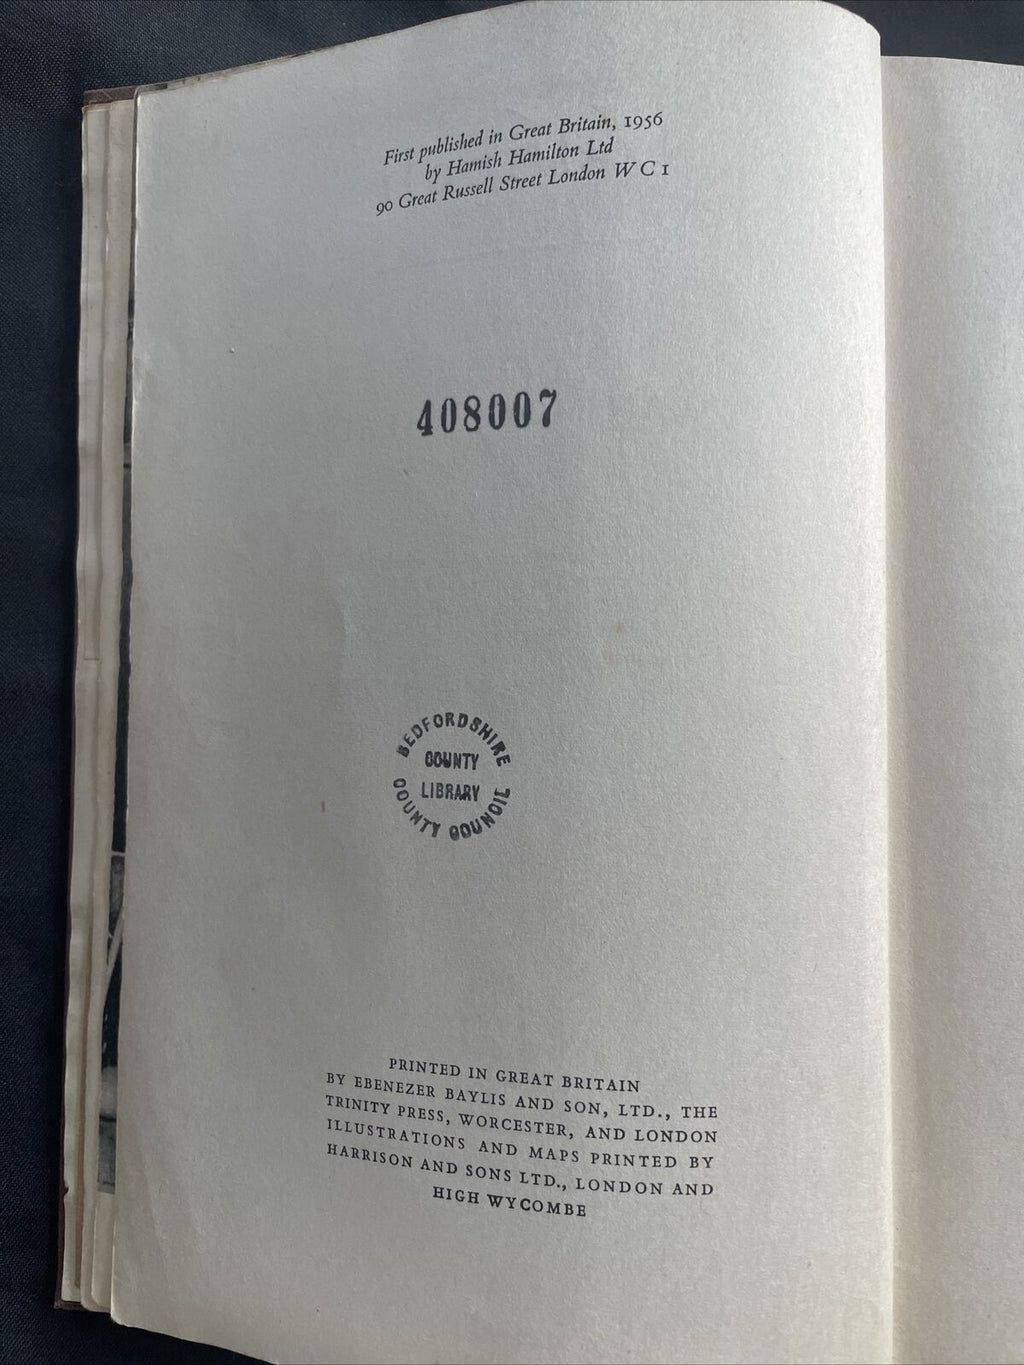 First published in Great Britain, 1956
by Hamish Hamilton Ltd
90 Great Russell Street London W C 1
408007
BEDFORDSHIRE
COUNTY
LIBRARY
COUNTY COUNCIL
PRINTED IN GREAT BRITAIN
BY EBENEZER BAYLIS AND SON, LTD., THE
TRINITY PRESS, WORCESTER, AND LONDON
ILLUSTRATIONS AND MAPS PRINTED BY
HARRISON AND SONS LTD., LONDON AND
HIGH WYCOMBE